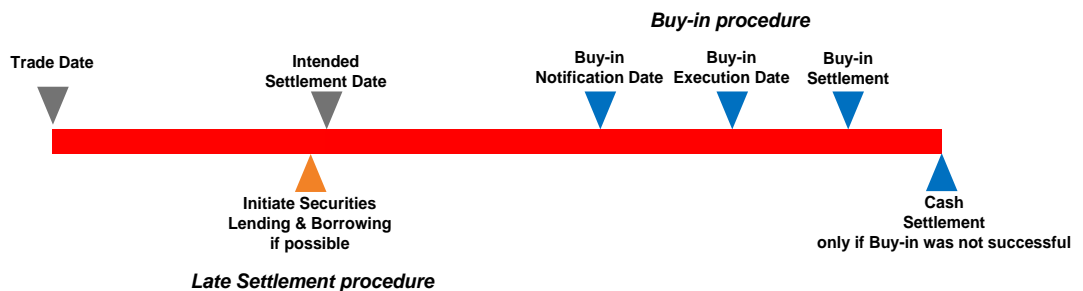 Buy-in procedure
Trade Date
Intended
Settlement Date
Buy-in
Notification Date
Buy-in
Execution Date
Buy-in
Settlement
Initiate Securities
Lending & Borrowing
if possible
Cash
Settlement
only if Buy-in was not successful
Late Settlement procedure